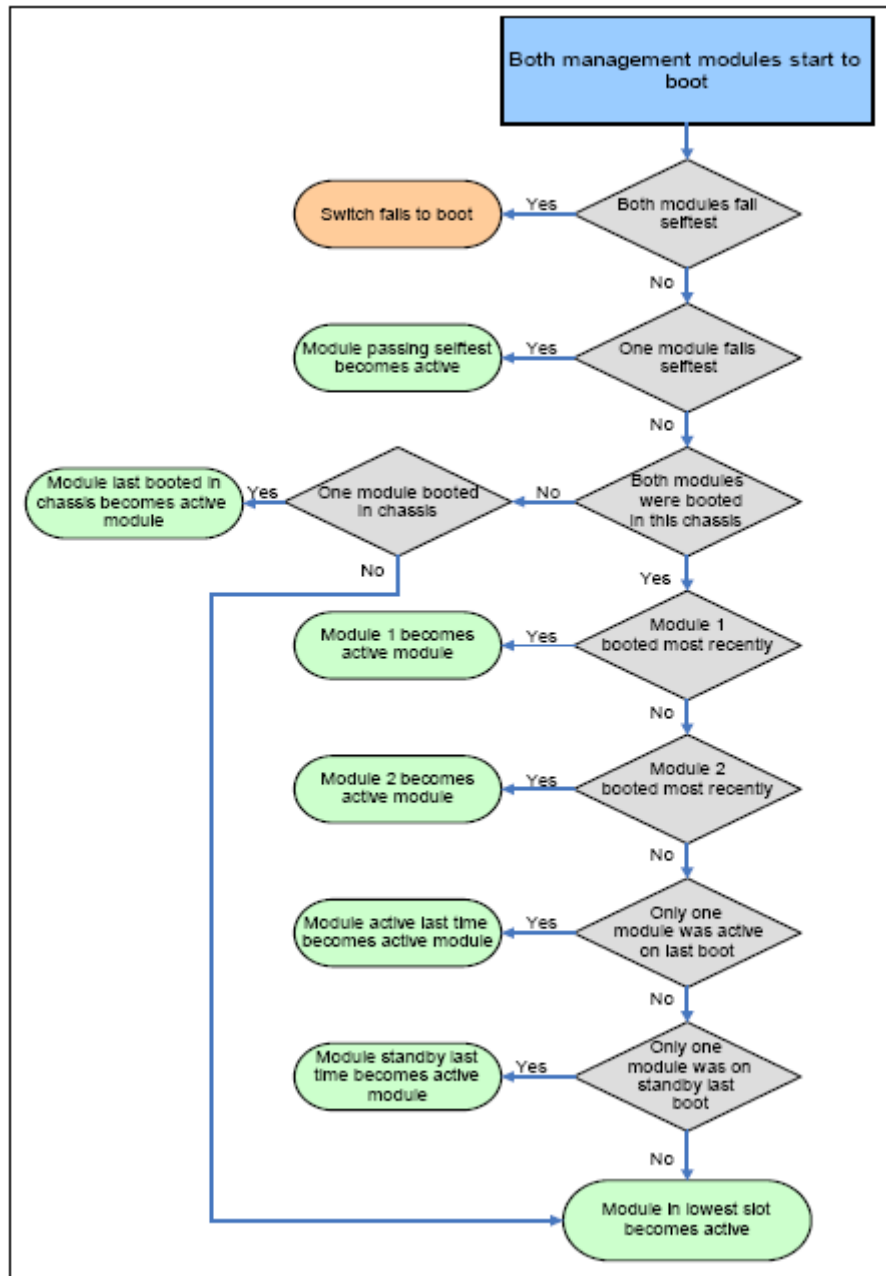 Both management modules start to
boot
Both modules fail
selftest
Yes
Switch fails to boot
No
One module fails
selftest
Yes
Module passing selftest
becomes active
No
Both modules
were booted
in this chassis
No
One module booted
in chassis
Yes
Module last booted in
chassis becomes active
module
No
Yes
Module 1
booted most recently
Yes
Module 1 becomes
active module
No
Module 2
booted most recently
Yes
Module 2 becomes
active module
No
Only one
module was active
on last boot
Yes
Module active last time
becomes active module
No
Only one
module was on
standby last
boot
Yes
Module standby last
time becomes active
module
No
Module in lowest slot
becomes active